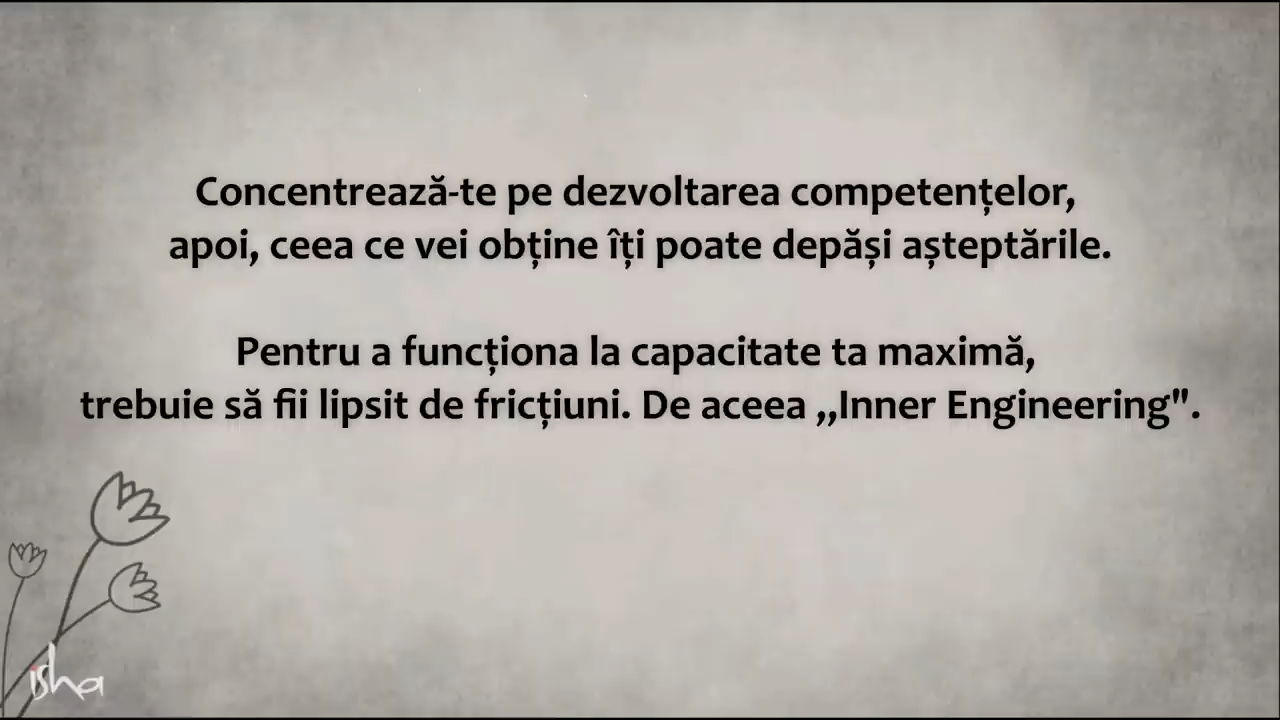 Concentrează-te pe dezvoltarea competențelor,
apoi, ceea ce vei obține îți poate depăși așteptările.
Pentru a funcționa la capacitate ta maximă,
trebuie să fii lipsit de fricțiuni. De aceea ,,Inner Engineering".
isha